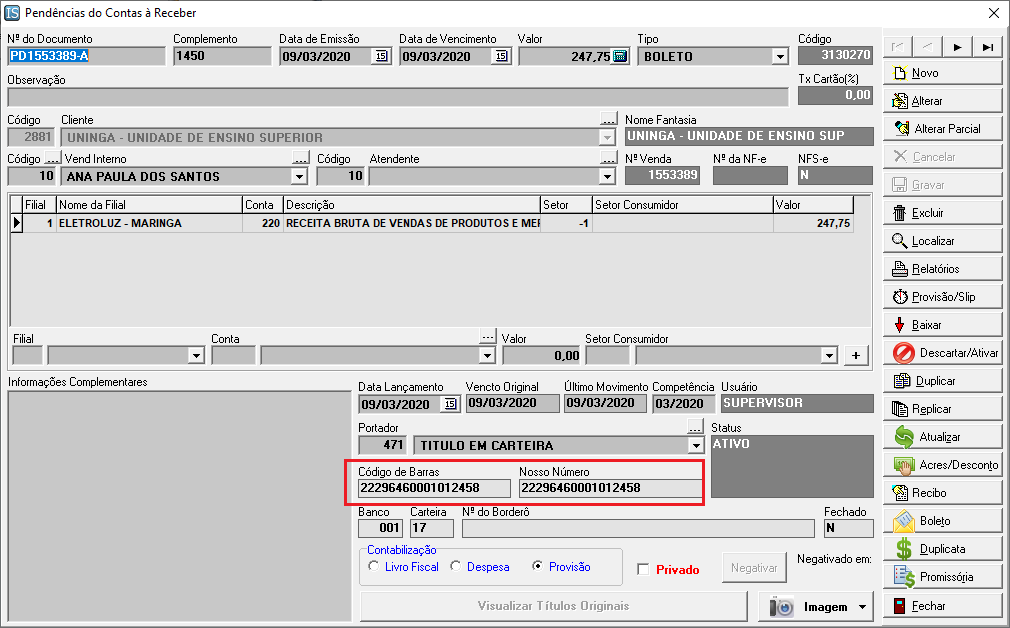 IS Pendências do Contas à Receber
Nº do Documento Complemento Data de Emissão Data de Vencimento Valor Tipo Código
PD1553389-A 1450 09/03/2020 15 09/03/2020 15 247,75 BOLETO 3130270
Observação Tx Cartão(%)
0,00
Código Cliente ... Nome Fantasia
2881 UNINGA - UNIDADE DE ENSINO SUPERIOR UNINGA - UNIDADE DE ENSINO SUP
Código ... Vend Interno ... Código Atendente ... Nº Venda Nº da NF-e NFS-e
10 ANA PAULA DOS SANTOS 10 1553389 N
Filial Nome da Filial Conta Descrição Setor Setor Consumidor Valor
1 ELETROLUZ - MARINGA 220 RECEITA BRUTA DE VENDAS DE PRODUTOS E MER -1 247,75
Filial Conta ... Valor Setor Consumidor
0,00 +
Informações Complementares
Data Lançamento Vencto Original Último Movimento Competência Usuário
09/03/2020 15 09/03/2020 09/03/2020 03/2020 SUPERVISOR
Portador ... Status
471 TITULO EM CARTEIRA ATIVO
Código de Barras Nosso Número
22296460001012458 22296460001012458
Banco Carteira Nº do Borderô Fechado
001 17 N
Contabilização
Livro Fiscal Despesa Provisão Privado Negativar Negativado em:
Visualizar Títulos Originais Imagem
Novo
Alterar
Alterar Parcial
Cancelar
Gravar
Excluir
Localizar
Relatórios
Provisão/Slip
Baixar
Descartar/Ativar
Duplicar
Replicar
Atualizar
Acres/Desconto
Recibo
Boleto
Duplicata
Promissória
Fechar